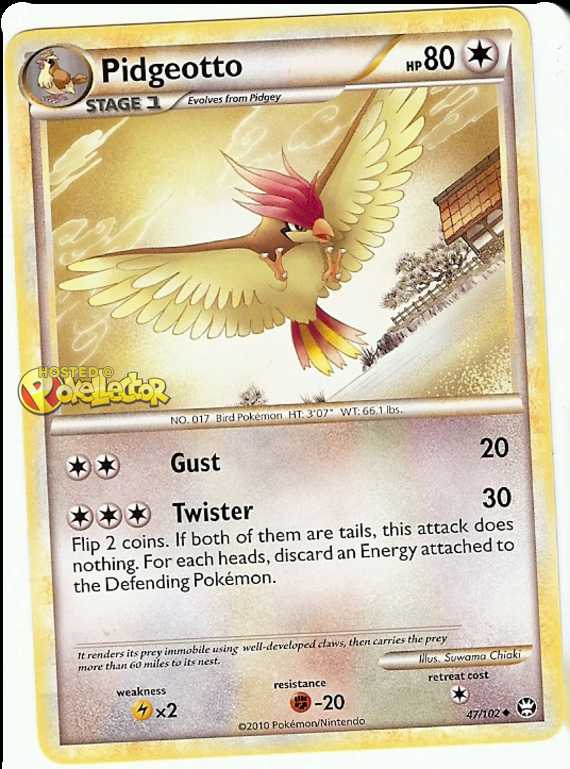 Pidgeotto
HP 80
STAGE 1
Evolves from Pidgey
HOSTED @
PokeLLector
NO. 017 Bird Pokémon HT: 3'07" WT: 66.1 lbs.
Gust 20
Twister 30
Flip 2 coins. If both of them are tails, this attack does
nothing. For each heads, discard an Energy attached to
the Defending Pokémon.
It renders its prey immobile using well-developed claws, then carries the prey
more than 60 miles to its nest.
Illus. Suwama Chiaki
weakness
×2
resistance
-20
retreat cost
©2010 Pokémon/Nintendo
47/102